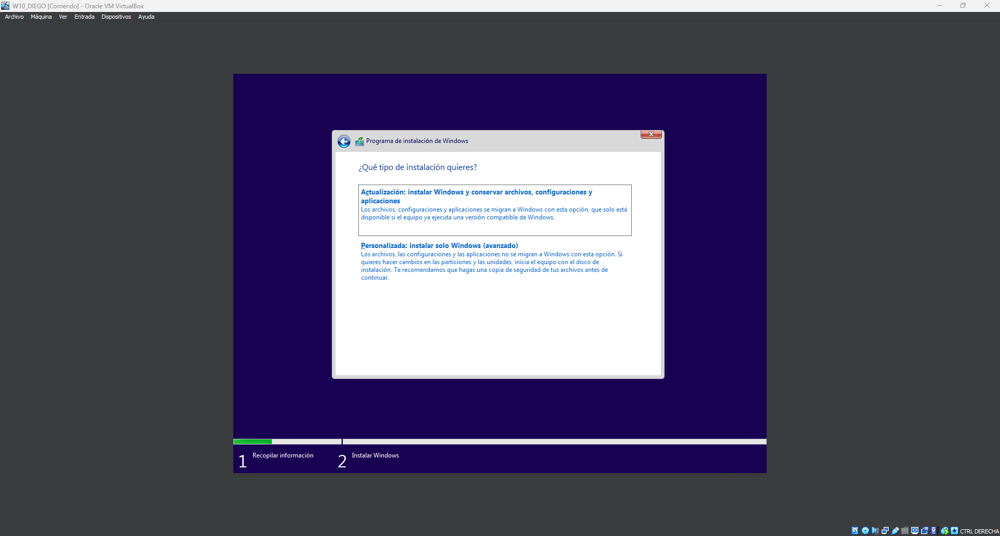 W10_DIEGO [Corriendo] - Oracle VM VirtualBox
Archivo Máquina Ver Entrada Dispositivos Ayuda
Programa de instalación de Windows
¿Qué tipo de instalación quieres?
Actualización: instalar Windows y conservar archivos, configuraciones y
aplicaciones
Los archivos, configuraciones y aplicaciones se migran a Windows con esta opción, que solo está
disponible si el equipo ya ejecuta una versión compatible de Windows.
Personalizada: instalar solo Windows (avanzado)
Los archivos, las configuraciones y las aplicaciones no se migran a Windows con esta opción. Si
quieres hacer cambios en las particiones y las unidades, inicia el equipo con el disco de
instalación. Te recomendamos que hagas una copia de seguridad de tus archivos antes de
continuar.
1 Recopilar información
2 Instalar Windows
CTRL DERECHA